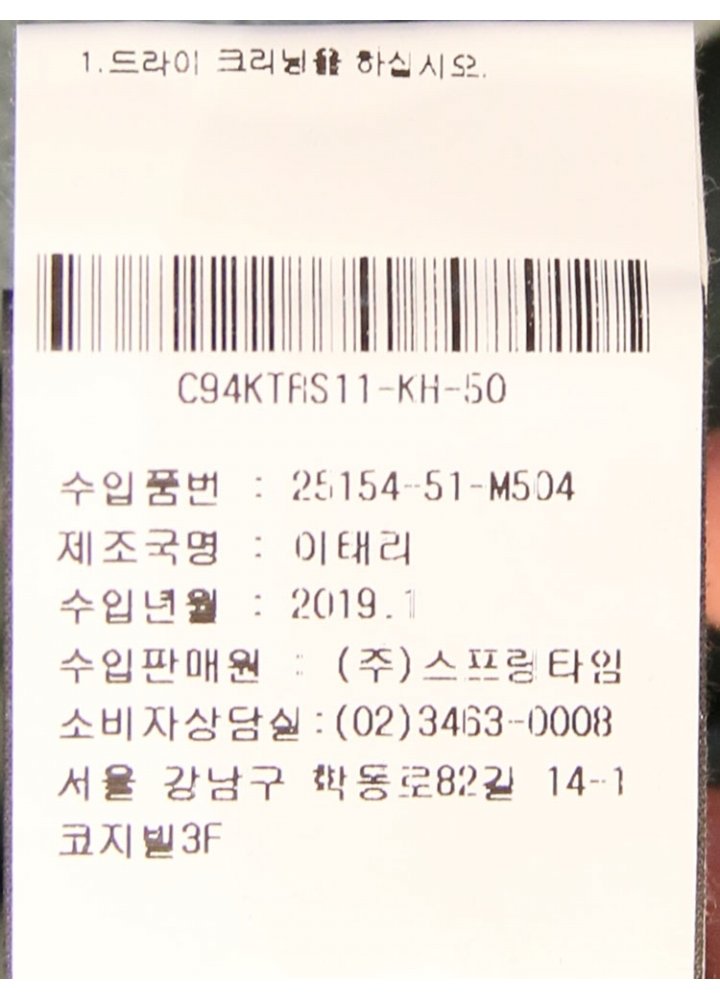 1.드라이 크리닝을 하십시오.
C94KTRS11-KH-50
수입품번 : 25154-51-M504
제조국명 : 이태리
수입년월 : 2019.1
수입판매원 : (주)스프링타임
소비자상담실:(02)3463-0008
서울 강남구 학동로82길 14-1
코지빌3F